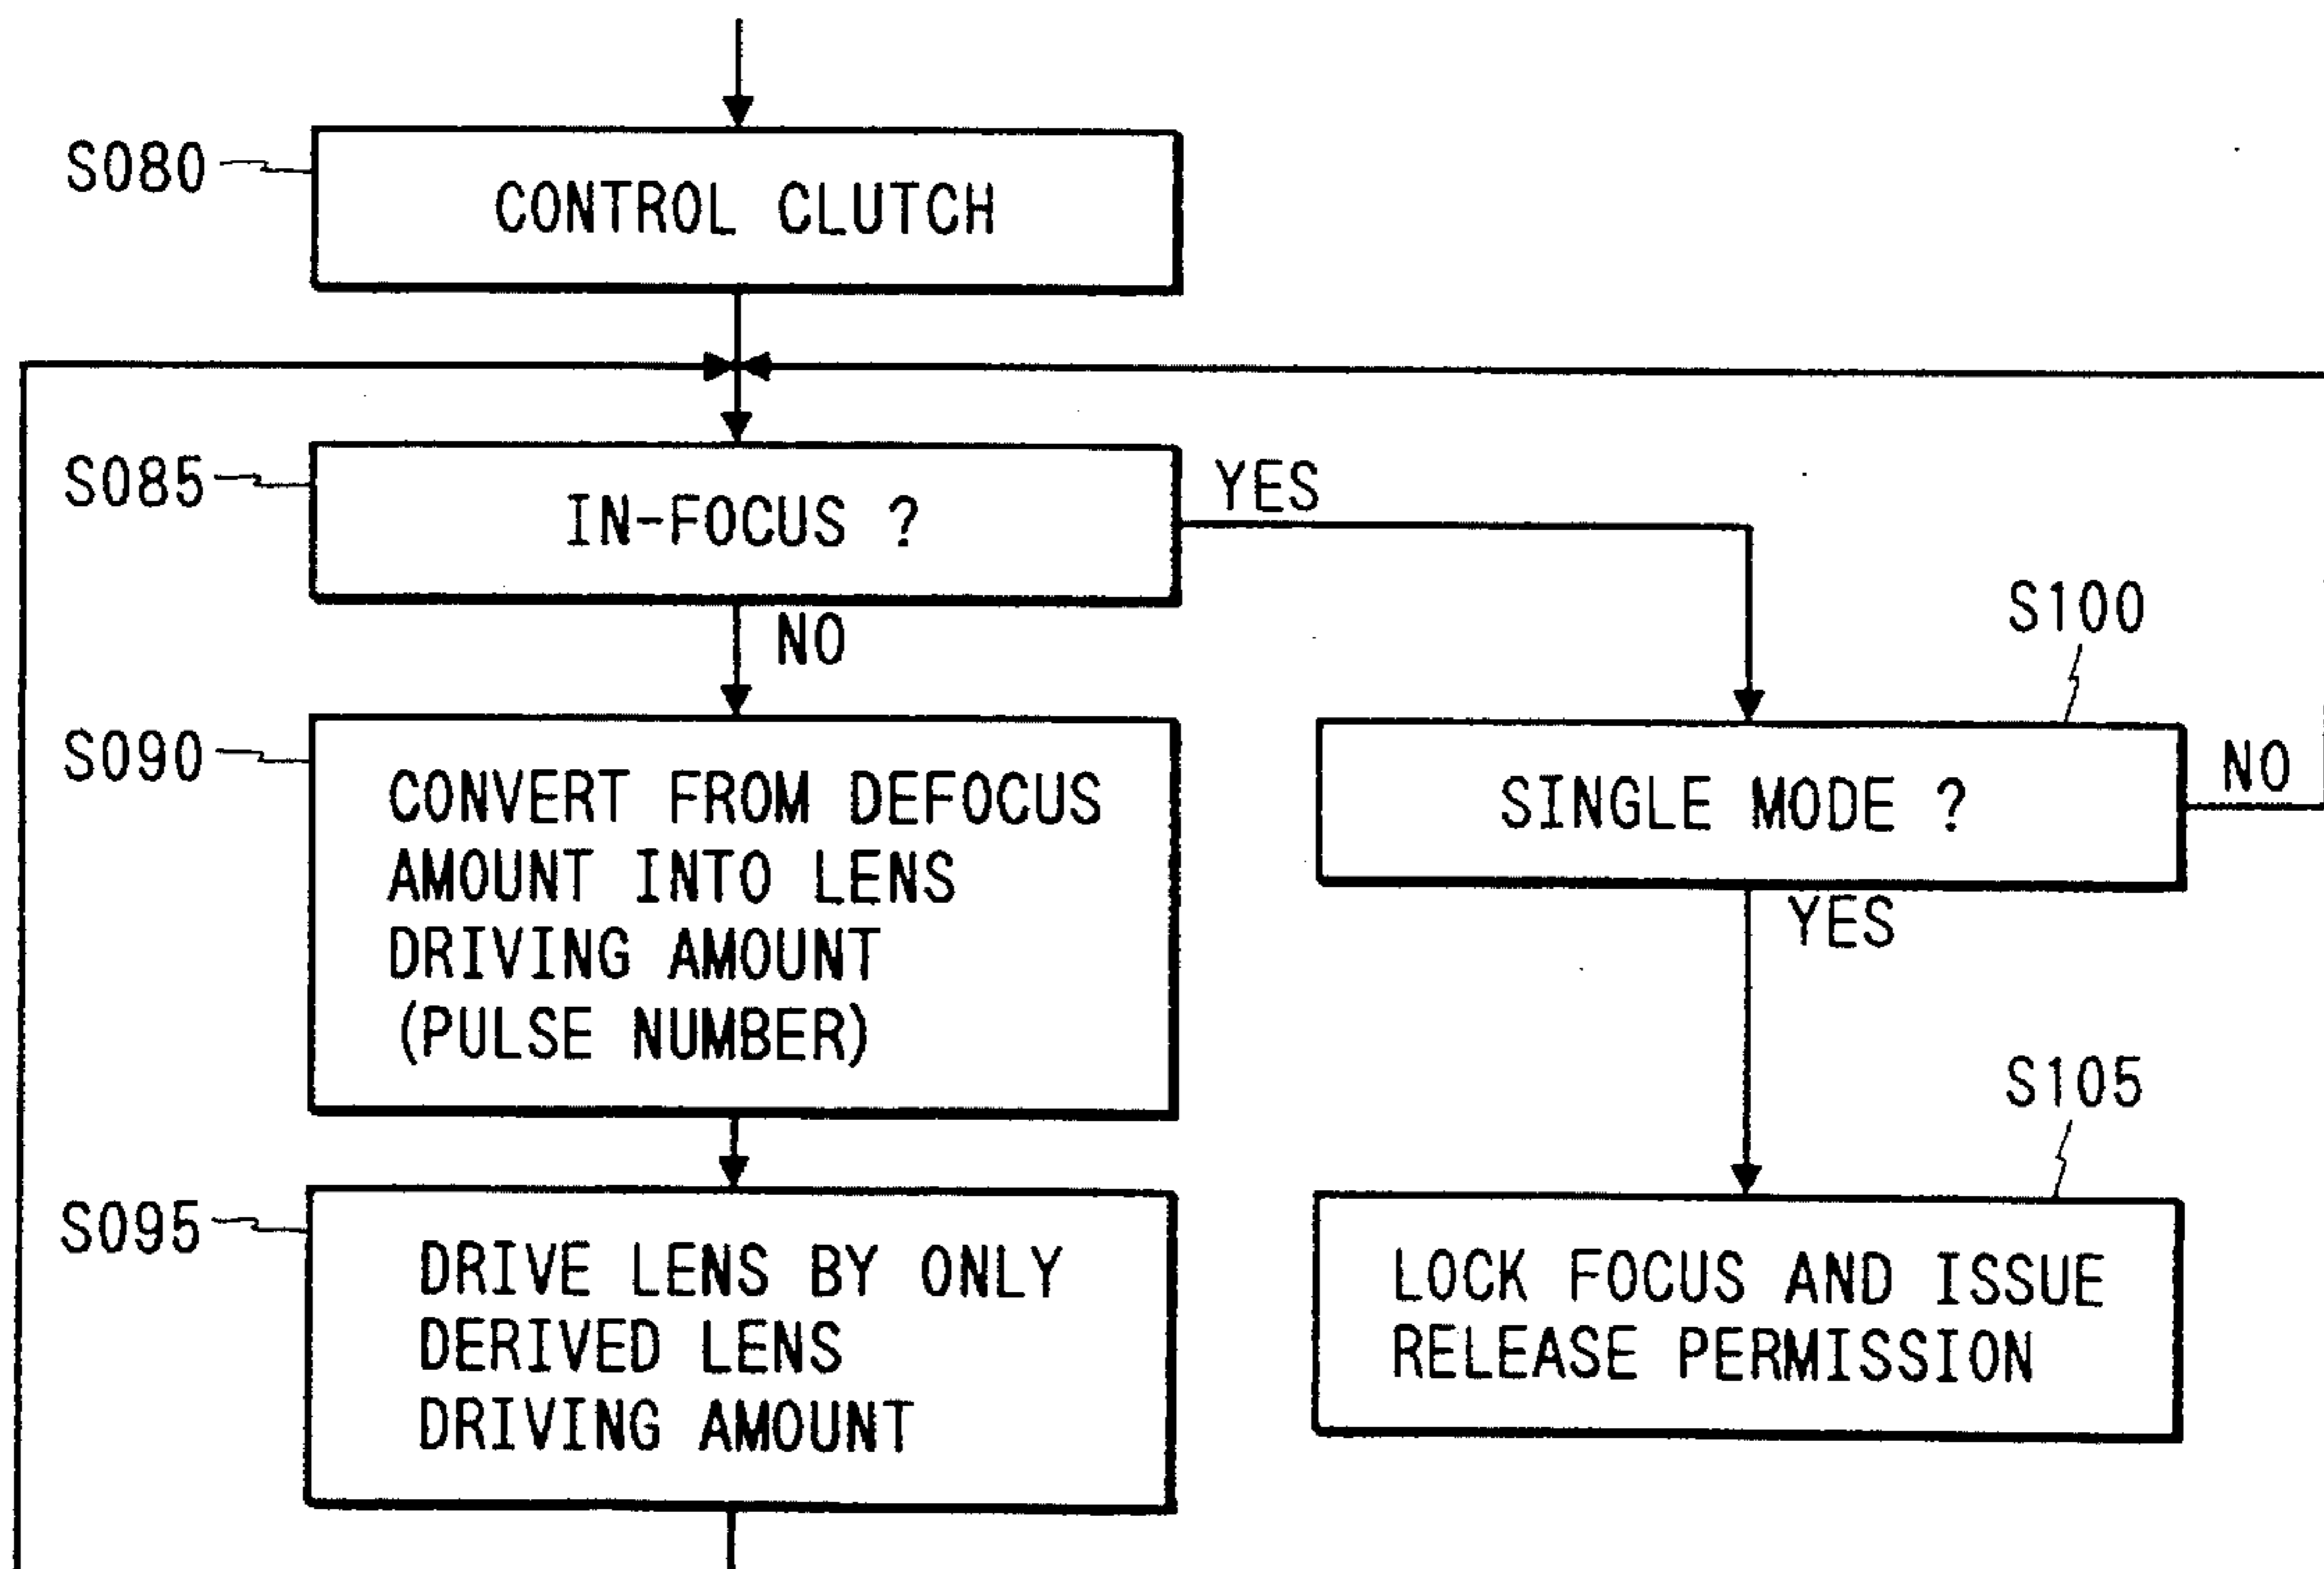 S080
CONTROL CLUTCH
S085
IN-FOCUS ?
YES
NO
S100
S090
CONVERT FROM DEFOCUS
AMOUNT INTO LENS
DRIVING AMOUNT
(PULSE NUMBER)
SINGLE MODE ?
NO
YES
S105
S095
DRIVE LENS BY ONLY
DERIVED LENS
DRIVING AMOUNT
LOCK FOCUS AND ISSUE
RELEASE PERMISSION